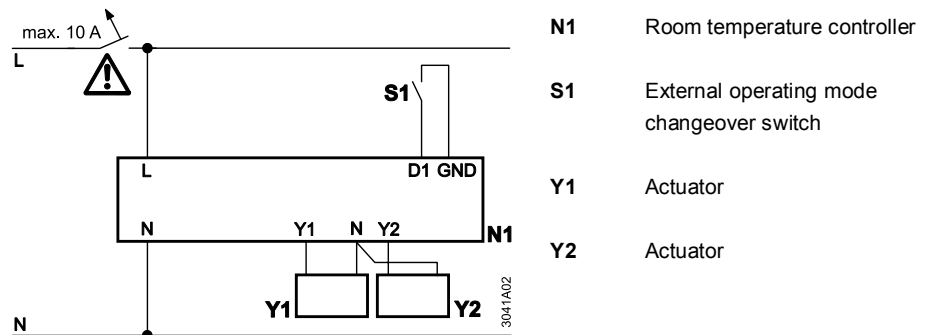 max. 10 A
L
S1
L D1 GND
N Y1 N Y2 N1
Y1 Y2
3041A02
N
N1 Room temperature controller
S1 External operating mode
changeover switch
Y1 Actuator
Y2 Actuator